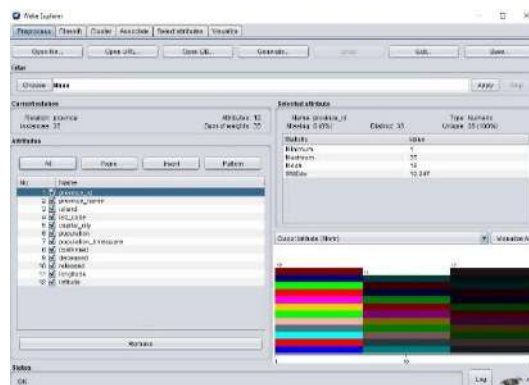 Weka Explorer
Preprocess Classify Cluster Associate Select attributes Visualize
Open file... Open URL... Open DB... Generate... Undo Edit... Save...
Filter
Choose None Apply Stop
Current relation
Relation: province Attributes: 12
Instances: 35 Sum of weights: 35
Attributes
All None Invert Pattern
No. Name
1 province_id
2 province_name
3 island
4 iso_code
5 capital_city
6 population
7 population_kmsquare
8 confirmed
9 deceased
10 released
11 longitude
12 latitude
Remove
Status
OK
Selected attribute
Name: province_id Type: Numeric
Missing: 0 (0%) Distinct: 35 Unique: 35 (100%)
Statistic Value
Minimum 1
Maximum 35
Mean 18
StdDev 10.247
Class: latitude (Nom) Visualize All
Log